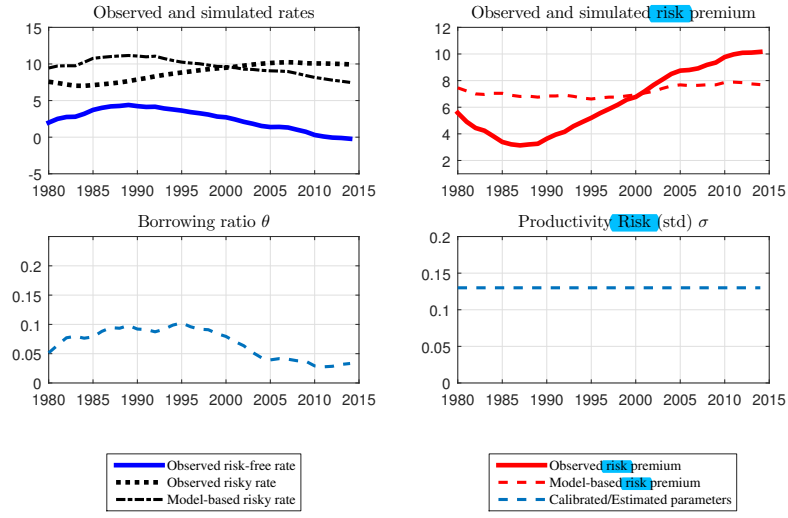 Observed and simulated rates
15
10
5
0
-5
1980 1985 1990 1995 2000 2005 2010 2015
Observed and simulated risk premium
12
10
8
6
4
2
1980 1985 1990 1995 2000 2005 2010 2015
Borrowing ratio θ
0.2
0.15
0.1
0.05
0
1980 1985 1990 1995 2000 2005 2010 2015
Productivity Risk (std) σ
0.2
0.15
0.1
0.05
0
1980 1985 1990 1995 2000 2005 2010 2015
Observed risk-free rate
Observed risky rate
Model-based risky rate
Observed risk premium
Model-based risk premium
Calibrated/Estimated parameters